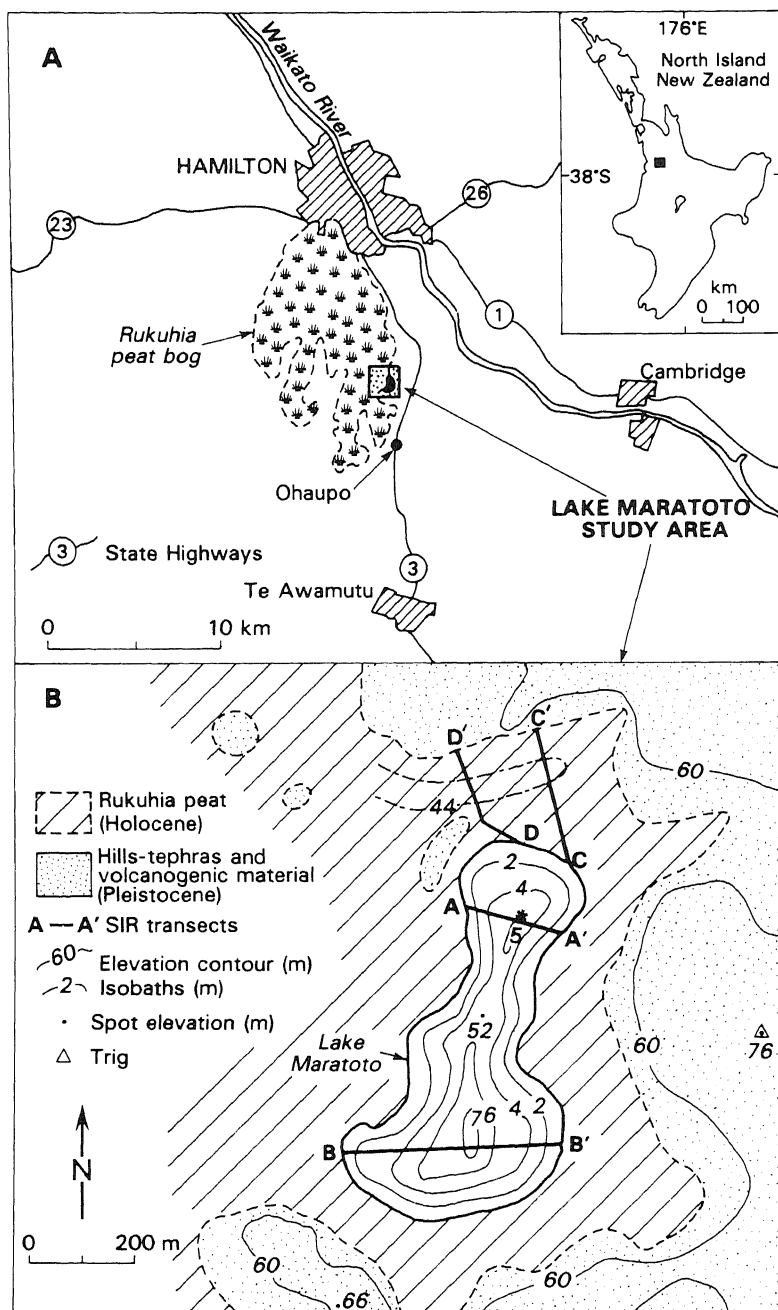 A
176°E
North Island
New Zealand
38°S
km
0 100
Waikato River
HAMILTON
26
23
1
Rukuhia
peat bog
Cambridge
Ohaupo
LAKE MARATOTO
STUDY AREA
3 State Highways
3
Te Awamutu
0 10 km
B
C'
D'
60
44
Rukuhia peat
(Holocene)
D
Hills-tephras and
volcanogenic material
(Pleistocene)
C
2
4
A — A' SIR transects
A
*
5
A'
60 Elevation contour (m)
2 Isobaths (m)
• Spot elevation (m)
52
Lake
Maratoto
60
76
△ Trig
76 4 2
B
B'
N
0 200 m
60
.66
60